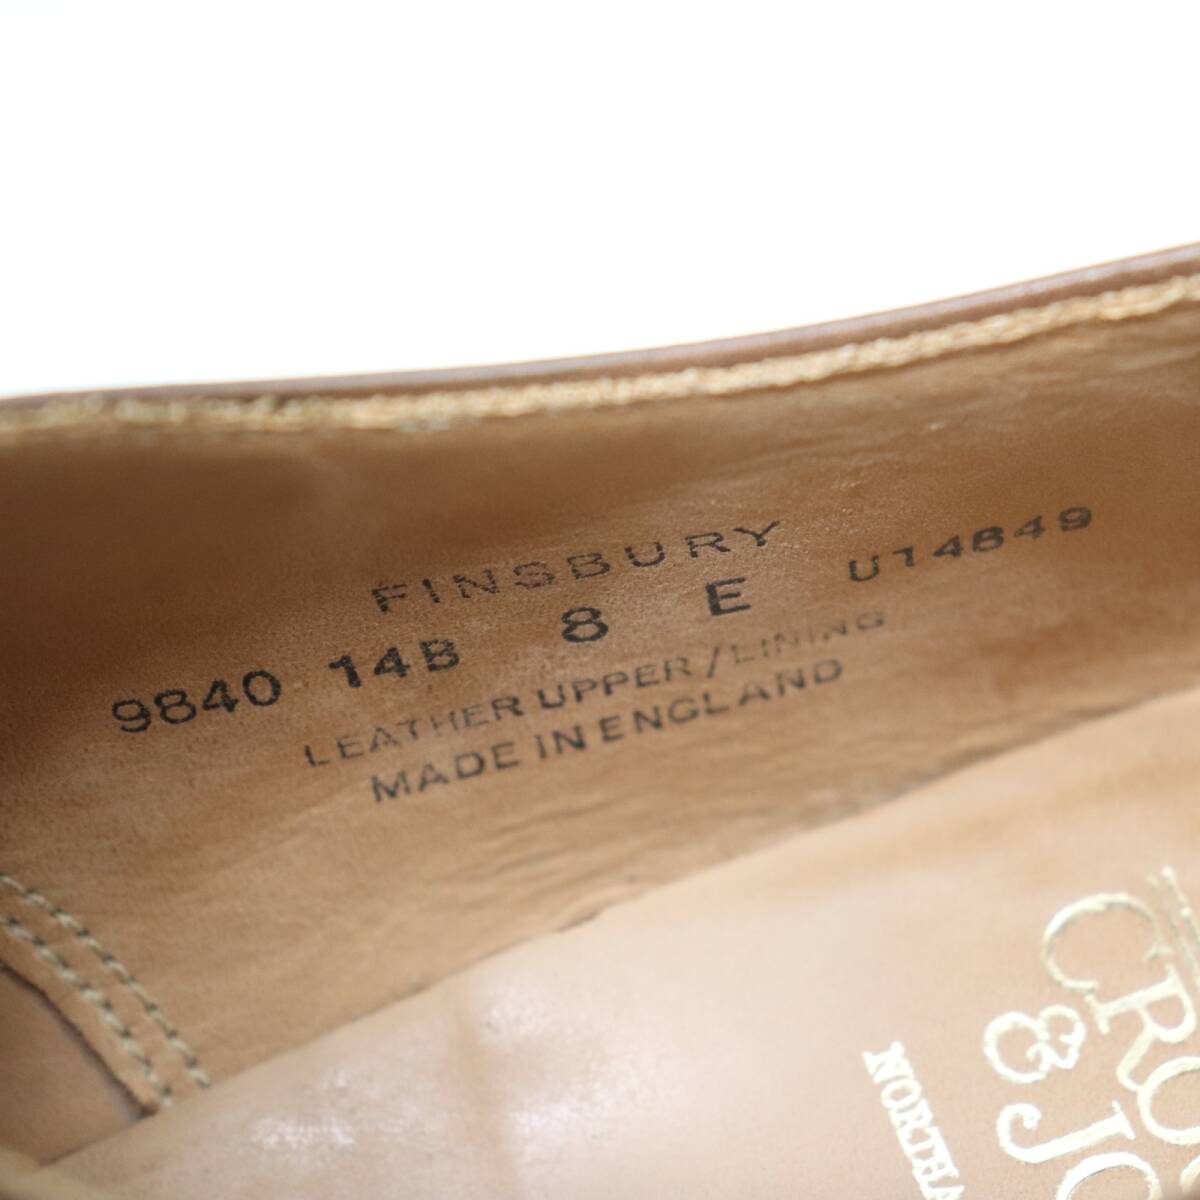 FINSBURY
9840 14B 8 E U14849
LEATHER UPPER/LINING
MADE IN ENGLAND
&